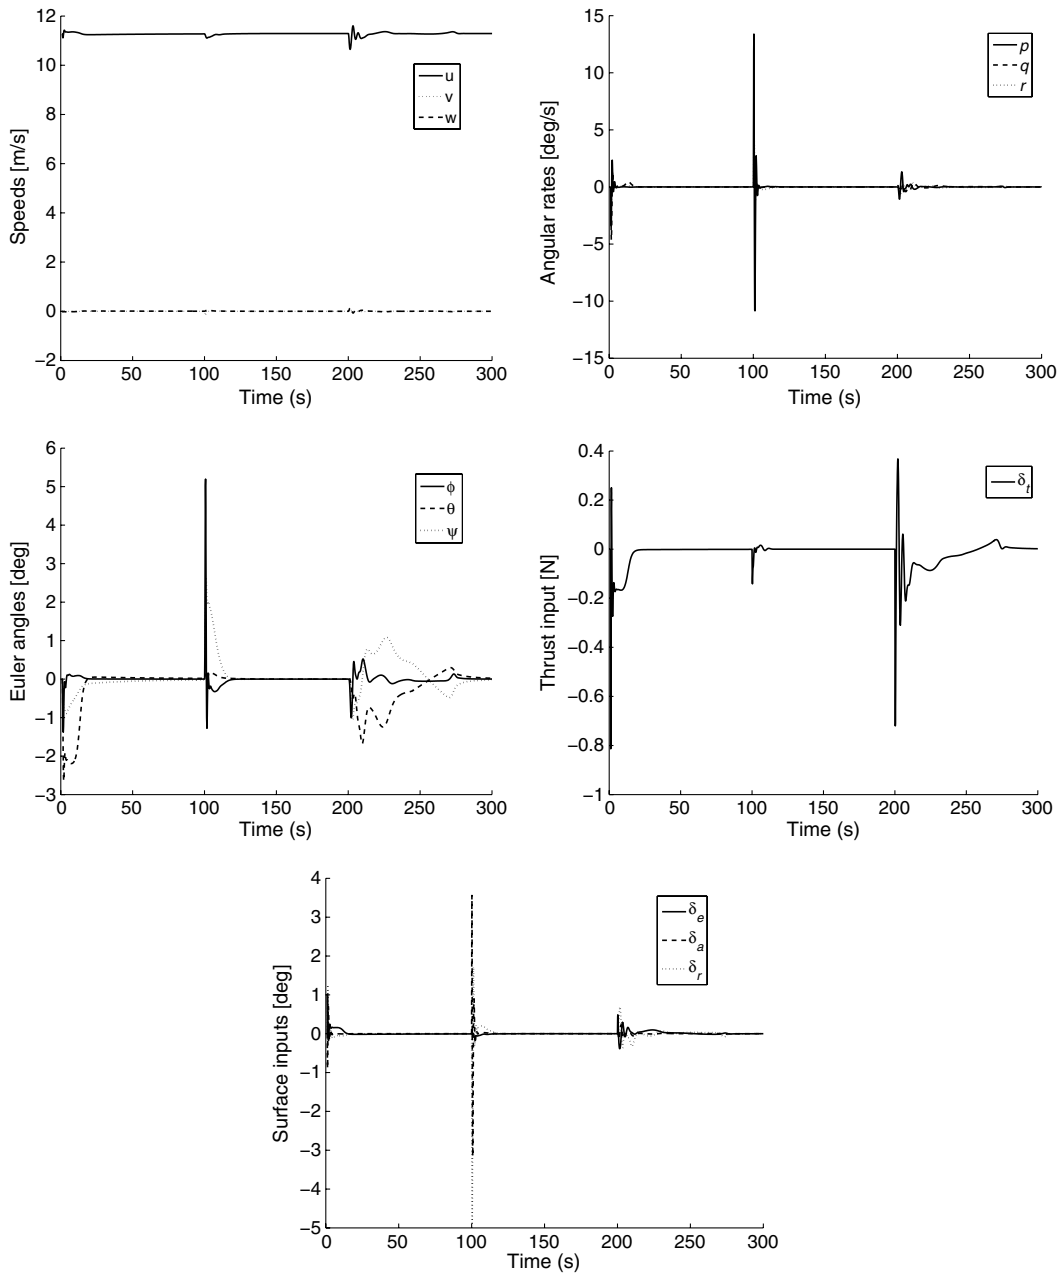 12
10
8
6
4
2
0
−2
Speeds [m/s]
u
v
w
0 50 100 150 200 250 300
Time (s)
15
10
5
0
−5
−10
−15
Angular rates [deg/s]
p
q
r
0 50 100 150 200 250 300
Time (s)
6
5
4
3
2
1
0
−1
−2
−3
Euler angles [deg]
ϕ
θ
ψ
0 50 100 150 200 250 300
Time (s)
0.4
0.2
0
−0.2
−0.4
−0.6
−0.8
−1
Thrust input [N]
δt
0 50 100 150 200 250 300
Time (s)
4
3
2
1
0
−1
−2
−3
−4
−5
Surface inputs [deg]
δe
δa
δr
0 50 100 150 200 250 300
Time (s)